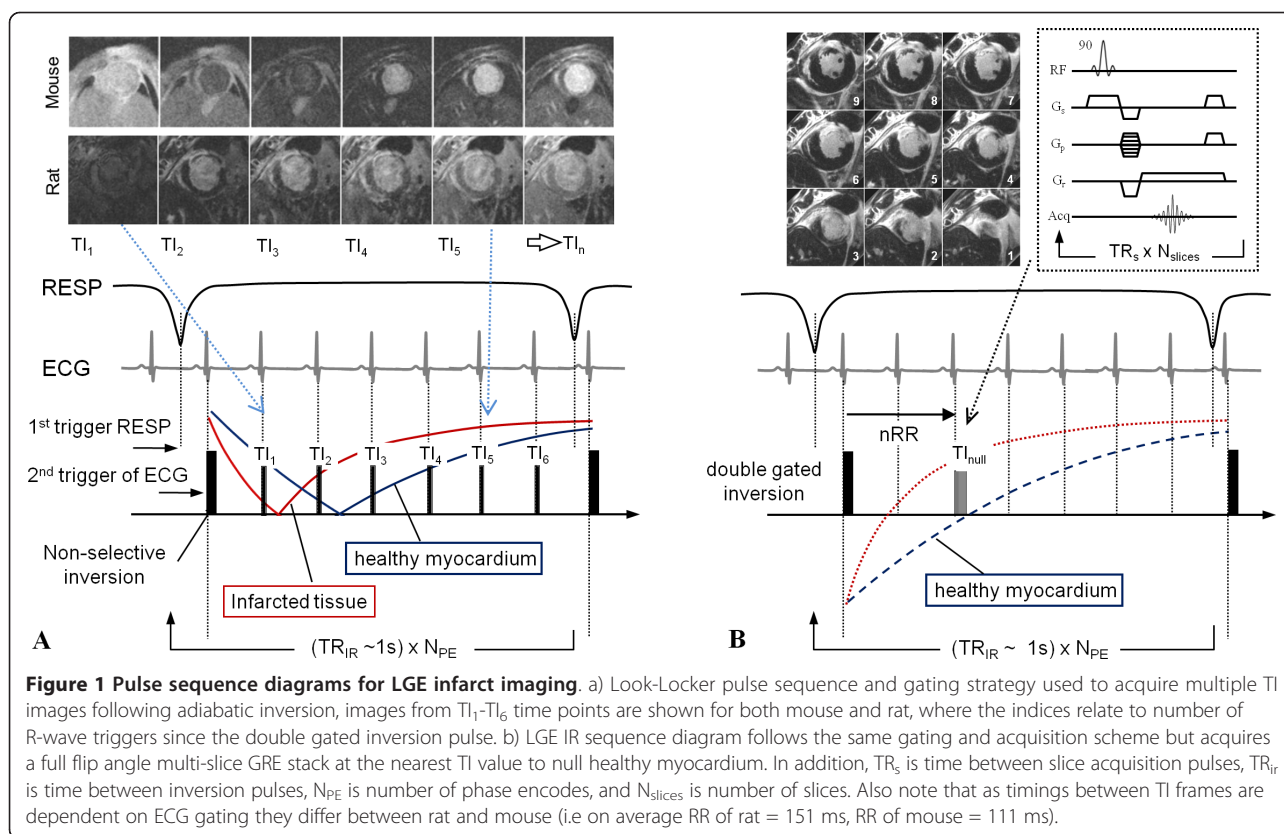 Mouse
Rat
TI₁ TI₂ TI₃ TI₄ TI₅ TIₙ
RESP
ECG
1st trigger RESP
2nd trigger of ECG
TI₁ TI₂ TI₃ TI₄ TI₅ TI₆
Non-selective
inversion
healthy myocardium
Infarcted tissue
A
(TR_IR ~1s) x N_PE
9 8 7
6 5 4
3 2 1
90
RF
Gₛ
Gₚ
Gᵣ
Acq
TRₛ x N_slices
nRR
TI_null
double gated
inversion
healthy myocardium
B
(TR_IR ~ 1s) x N_PE
Figure 1 Pulse sequence diagrams for LGE infarct imaging. a) Look-Locker pulse sequence and gating strategy used to acquire multiple TI
images following adiabatic inversion, images from TI₁-TI₆ time points are shown for both mouse and rat, where the indices relate to number of
R-wave triggers since the double gated inversion pulse. b) LGE IR sequence diagram follows the same gating and acquisition scheme but acquires
a full flip angle multi-slice GRE stack at the nearest TI value to null healthy myocardium. In addition, TRₛ is time between slice acquisition pulses, TR_ir
is time between inversion pulses, N_PE is number of phase encodes, and N_slices is number of slices. Also note that as timings between TI frames are
dependent on ECG gating they differ between rat and mouse (i.e on average RR of rat = 151 ms, RR of mouse = 111 ms).